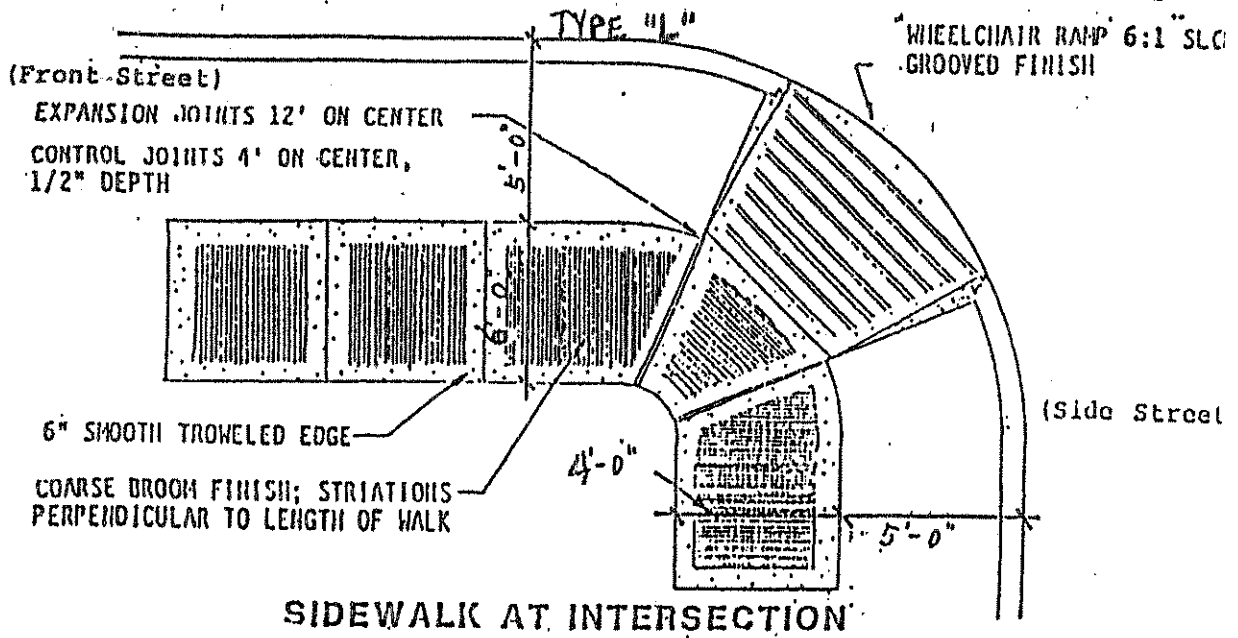 TYPE "L"
"WHEELCHAIR RAMP 6:1" SLO
GROOVED FINISH
(Front Street)
EXPANSION JOINTS 12' ON CENTER
CONTROL JOINTS 4' ON CENTER,
1/2" DEPTH
5'-0"
6'-0"
6" SMOOTH TROWELED EDGE
(Side Street
4'-0"
COARSE BROOM FINISH; STRIATIONS
PERPENDICULAR TO LENGTH OF WALK
5'-0"
SIDEWALK AT INTERSECTION